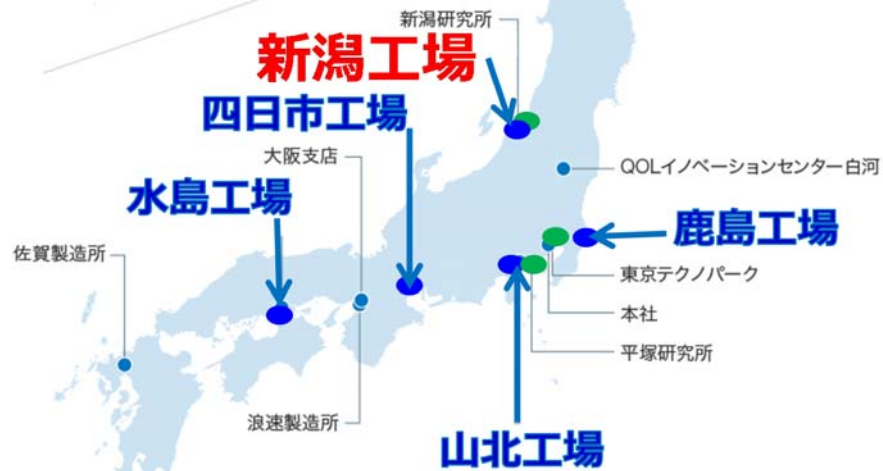 新潟研究所
新潟工場
四日市工場
大阪支店
QOLイノベーションセンター白河
水島工場
鹿島工場
佐賀製造所
東京テクノパーク
本社
平塚研究所
浪速製造所
山北工場